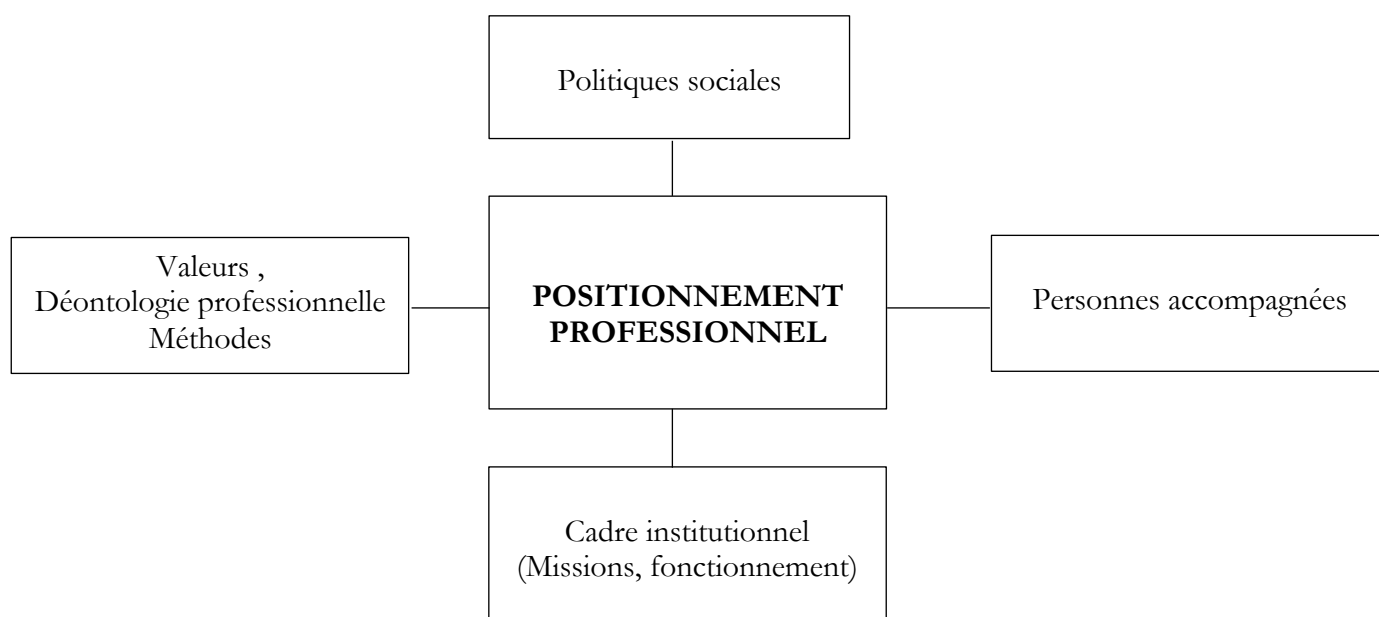 Politiques sociales
Valeurs ,
Déontologie professionnelle
Méthodes
POSITIONNEMENT
PROFESSIONNEL
Personnes accompagnées
Cadre institutionnel
(Missions, fonctionnement)